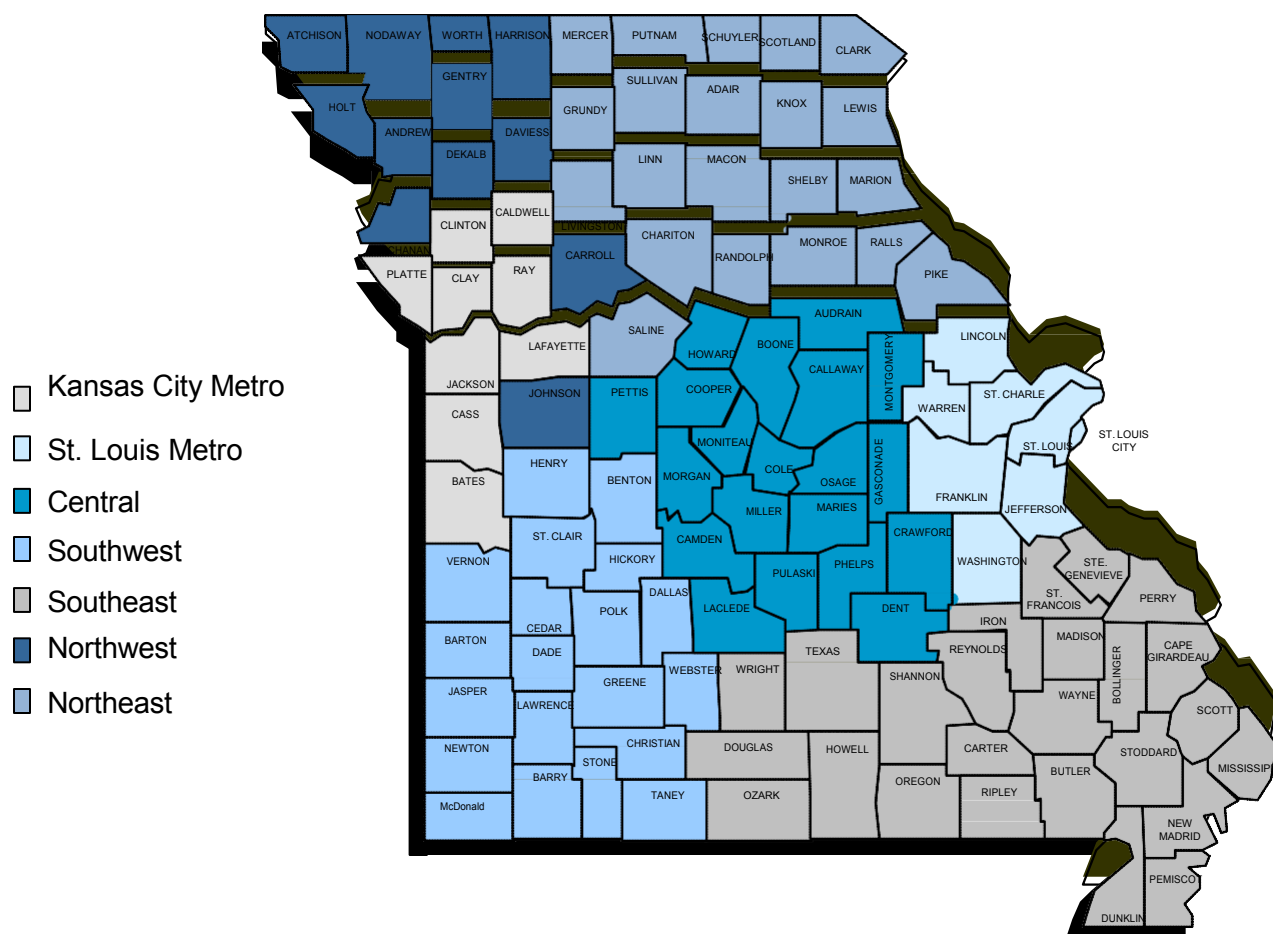 ATCHISON
NODAWAY
WORTH
HARRISON
MERCER
PUTNAM
SCHUYLER
SCOTLAND
CLARK
HOLT
GENTRY
SULLIVAN
ADAIR
KNOX
LEWIS
GRUNDY
ANDREW
DAVIESS
DEKALB
LINN
MACON
SHELBY
MARION
CALDWELL
CLINTON
LIVINGSTON
CHANAN
CARROLL
CHARITON
RANDOLPH
MONROE
RALLS
PIKE
PLATTE
CLAY
RAY
AUDRAIN
SALINE
LAFAYETTE
HOWARD
BOONE
LINCOLN
MONTGOMERY
CALLAWAY
JACKSON
JOHNSON
PETTIS
COOPER
WARREN
ST. CHARLE
Kansas City Metro
CASS
MONITEAU
ST. LOUIS
ST. LOUIS
CITY
St. Louis Metro
HENRY
BATES
BENTON
MORGAN
COLE
OSAGE
GASCONADE
FRANKLIN
JEFFERSON
Central
MILLER
MARIES
ST. CLAIR
CAMDEN
CRAWFORD
Southwest
VERNON
HICKORY
PULASKI
PHELPS
WASHINGTON
STE.
GENEVIEVE
Southeast
CEDAR
POLK
DALLAS
LACLEDE
DENT
ST.
FRANCOIS
PERRY
IRON
Northwest
BARTON
DADE
WEBSTER
WRIGHT
TEXAS
REYNOLDS
MADISON
BOLLINGER
CAPE
GIRARDEAU
Northeast
JASPER
LAWRENCE
GREENE
SHANNON
WAYNE
SCOTT
NEWTON
CHRISTIAN
DOUGLAS
HOWELL
CARTER
STODDARD
BARRY
STONE
BUTLER
MISSISSIPI
McDonald
TANEY
OZARK
OREGON
RIPLEY
NEW
MADRID
PEMISCOT
DUNKLIN